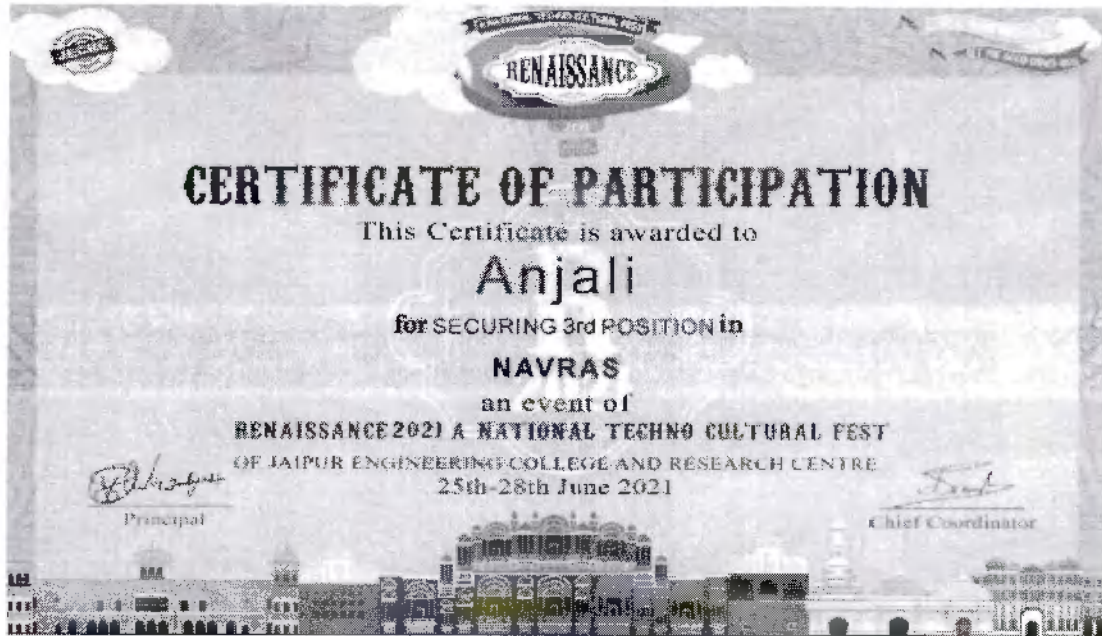 RENAISSANCE
CERTIFICATE OF PARTICIPATION
This Certificate is awarded to
Anjali
for SECURING 3rd POSITION in
NAVRAS
an event of
RENAISSANCE 2021 A NATIONAL TECHNO CULTURAL FEST
OF JAIPUR ENGINEERING COLLEGE AND RESEARCH CENTRE
25th-28th June 2021
Principal
Chief Coordinator